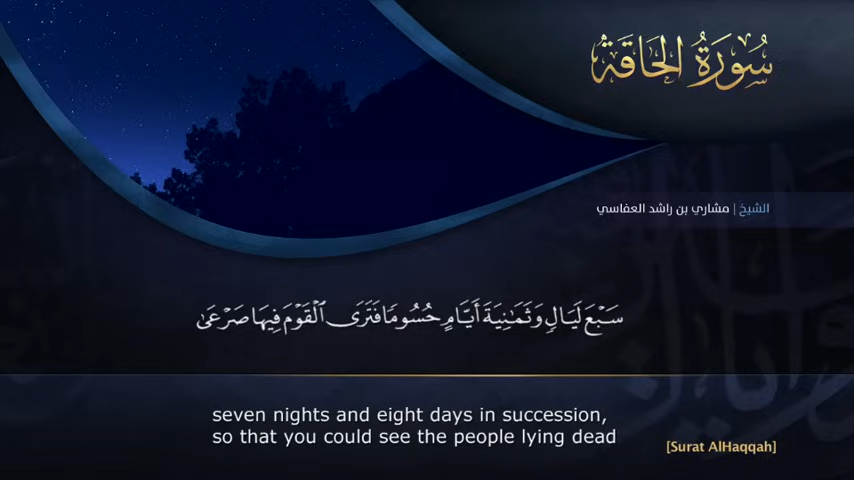 سُورَةُ الحَاقَة
الشيخ | مشاري بن راشد العفاسي
سَبْعَ لَيَالٍ وَثَمَٰنِيَةَ أَيَّامٍ حُسُومًا فَتَرَى ٱلْقَوْمَ فِيهَا صَرْعَىٰ
seven nights and eight days in succession,
so that you could see the people lying dead
[Surat AlHaqqah]